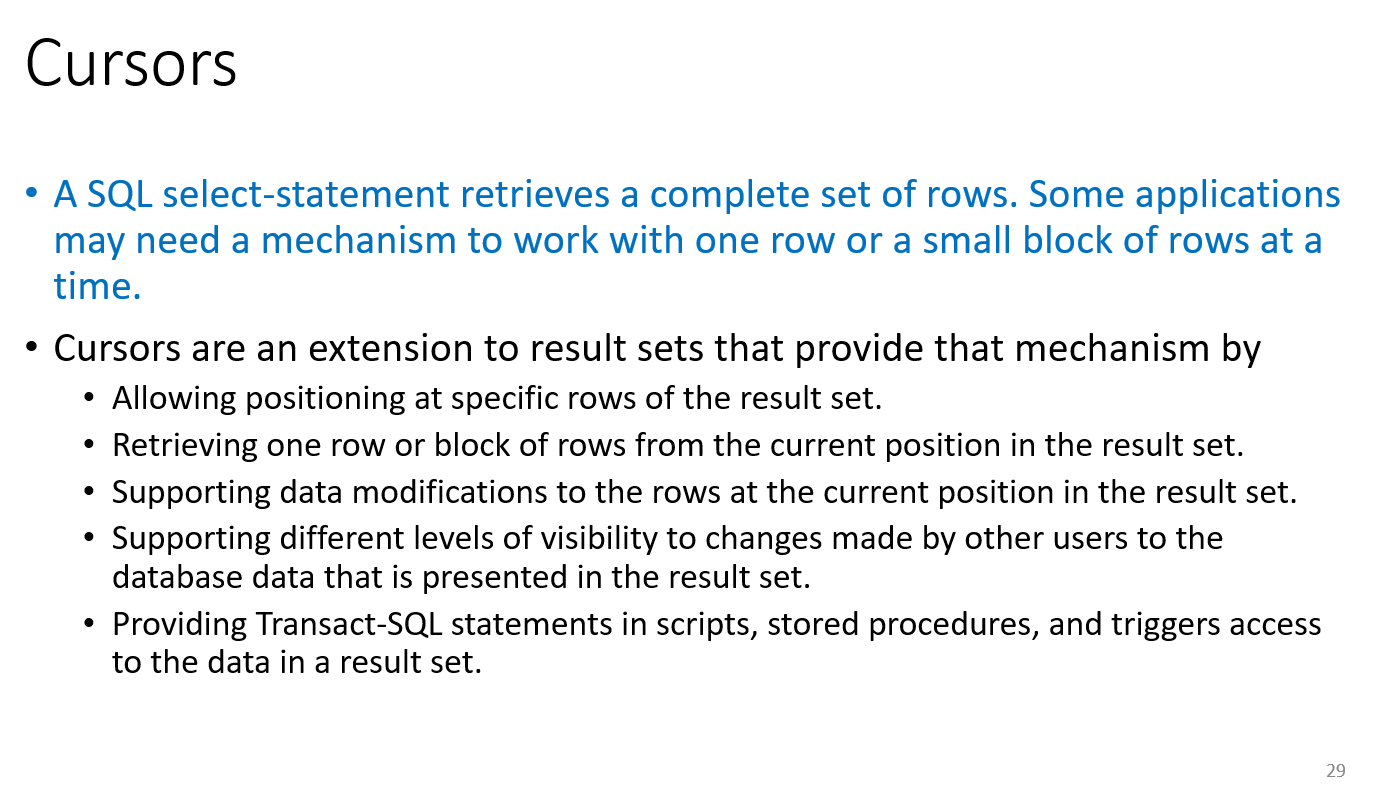 Cursors
• A SQL select-statement retrieves a complete set of rows. Some applications
may need a mechanism to work with one row or a small block of rows at a
time.
• Cursors are an extension to result sets that provide that mechanism by
• Allowing positioning at specific rows of the result set.
• Retrieving one row or block of rows from the current position in the result set.
• Supporting data modifications to the rows at the current position in the result set.
• Supporting different levels of visibility to changes made by other users to the
database data that is presented in the result set.
• Providing Transact-SQL statements in scripts, stored procedures, and triggers access
to the data in a result set.
29